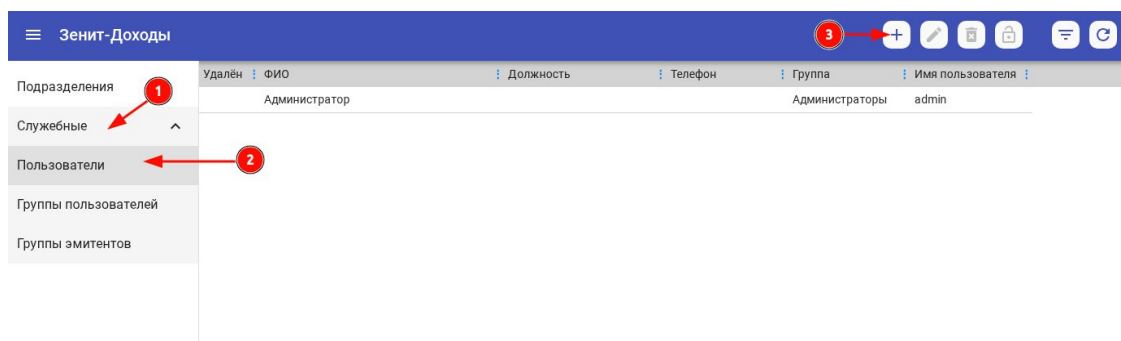 Зенит-Доходы
3
Удалён ФИО Должность Телефон Группа Имя пользователя
Подразделения
1
Администратор Администраторы admin
Служебные
Пользователи
2
Группы пользователей
Группы эмитентов